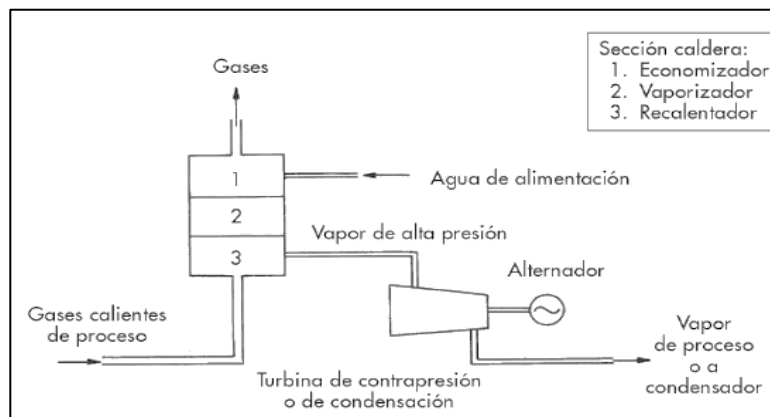 Gases
Sección caldera:
1. Economizador
2. Vaporizador
3. Recalentador
1
Agua de alimentación
2
Vapor de alta presión
3
Alternador
Gases calientes
de proceso
Vapor
de proceso
o a
condensador
Turbina de contrapresión
o de condensación